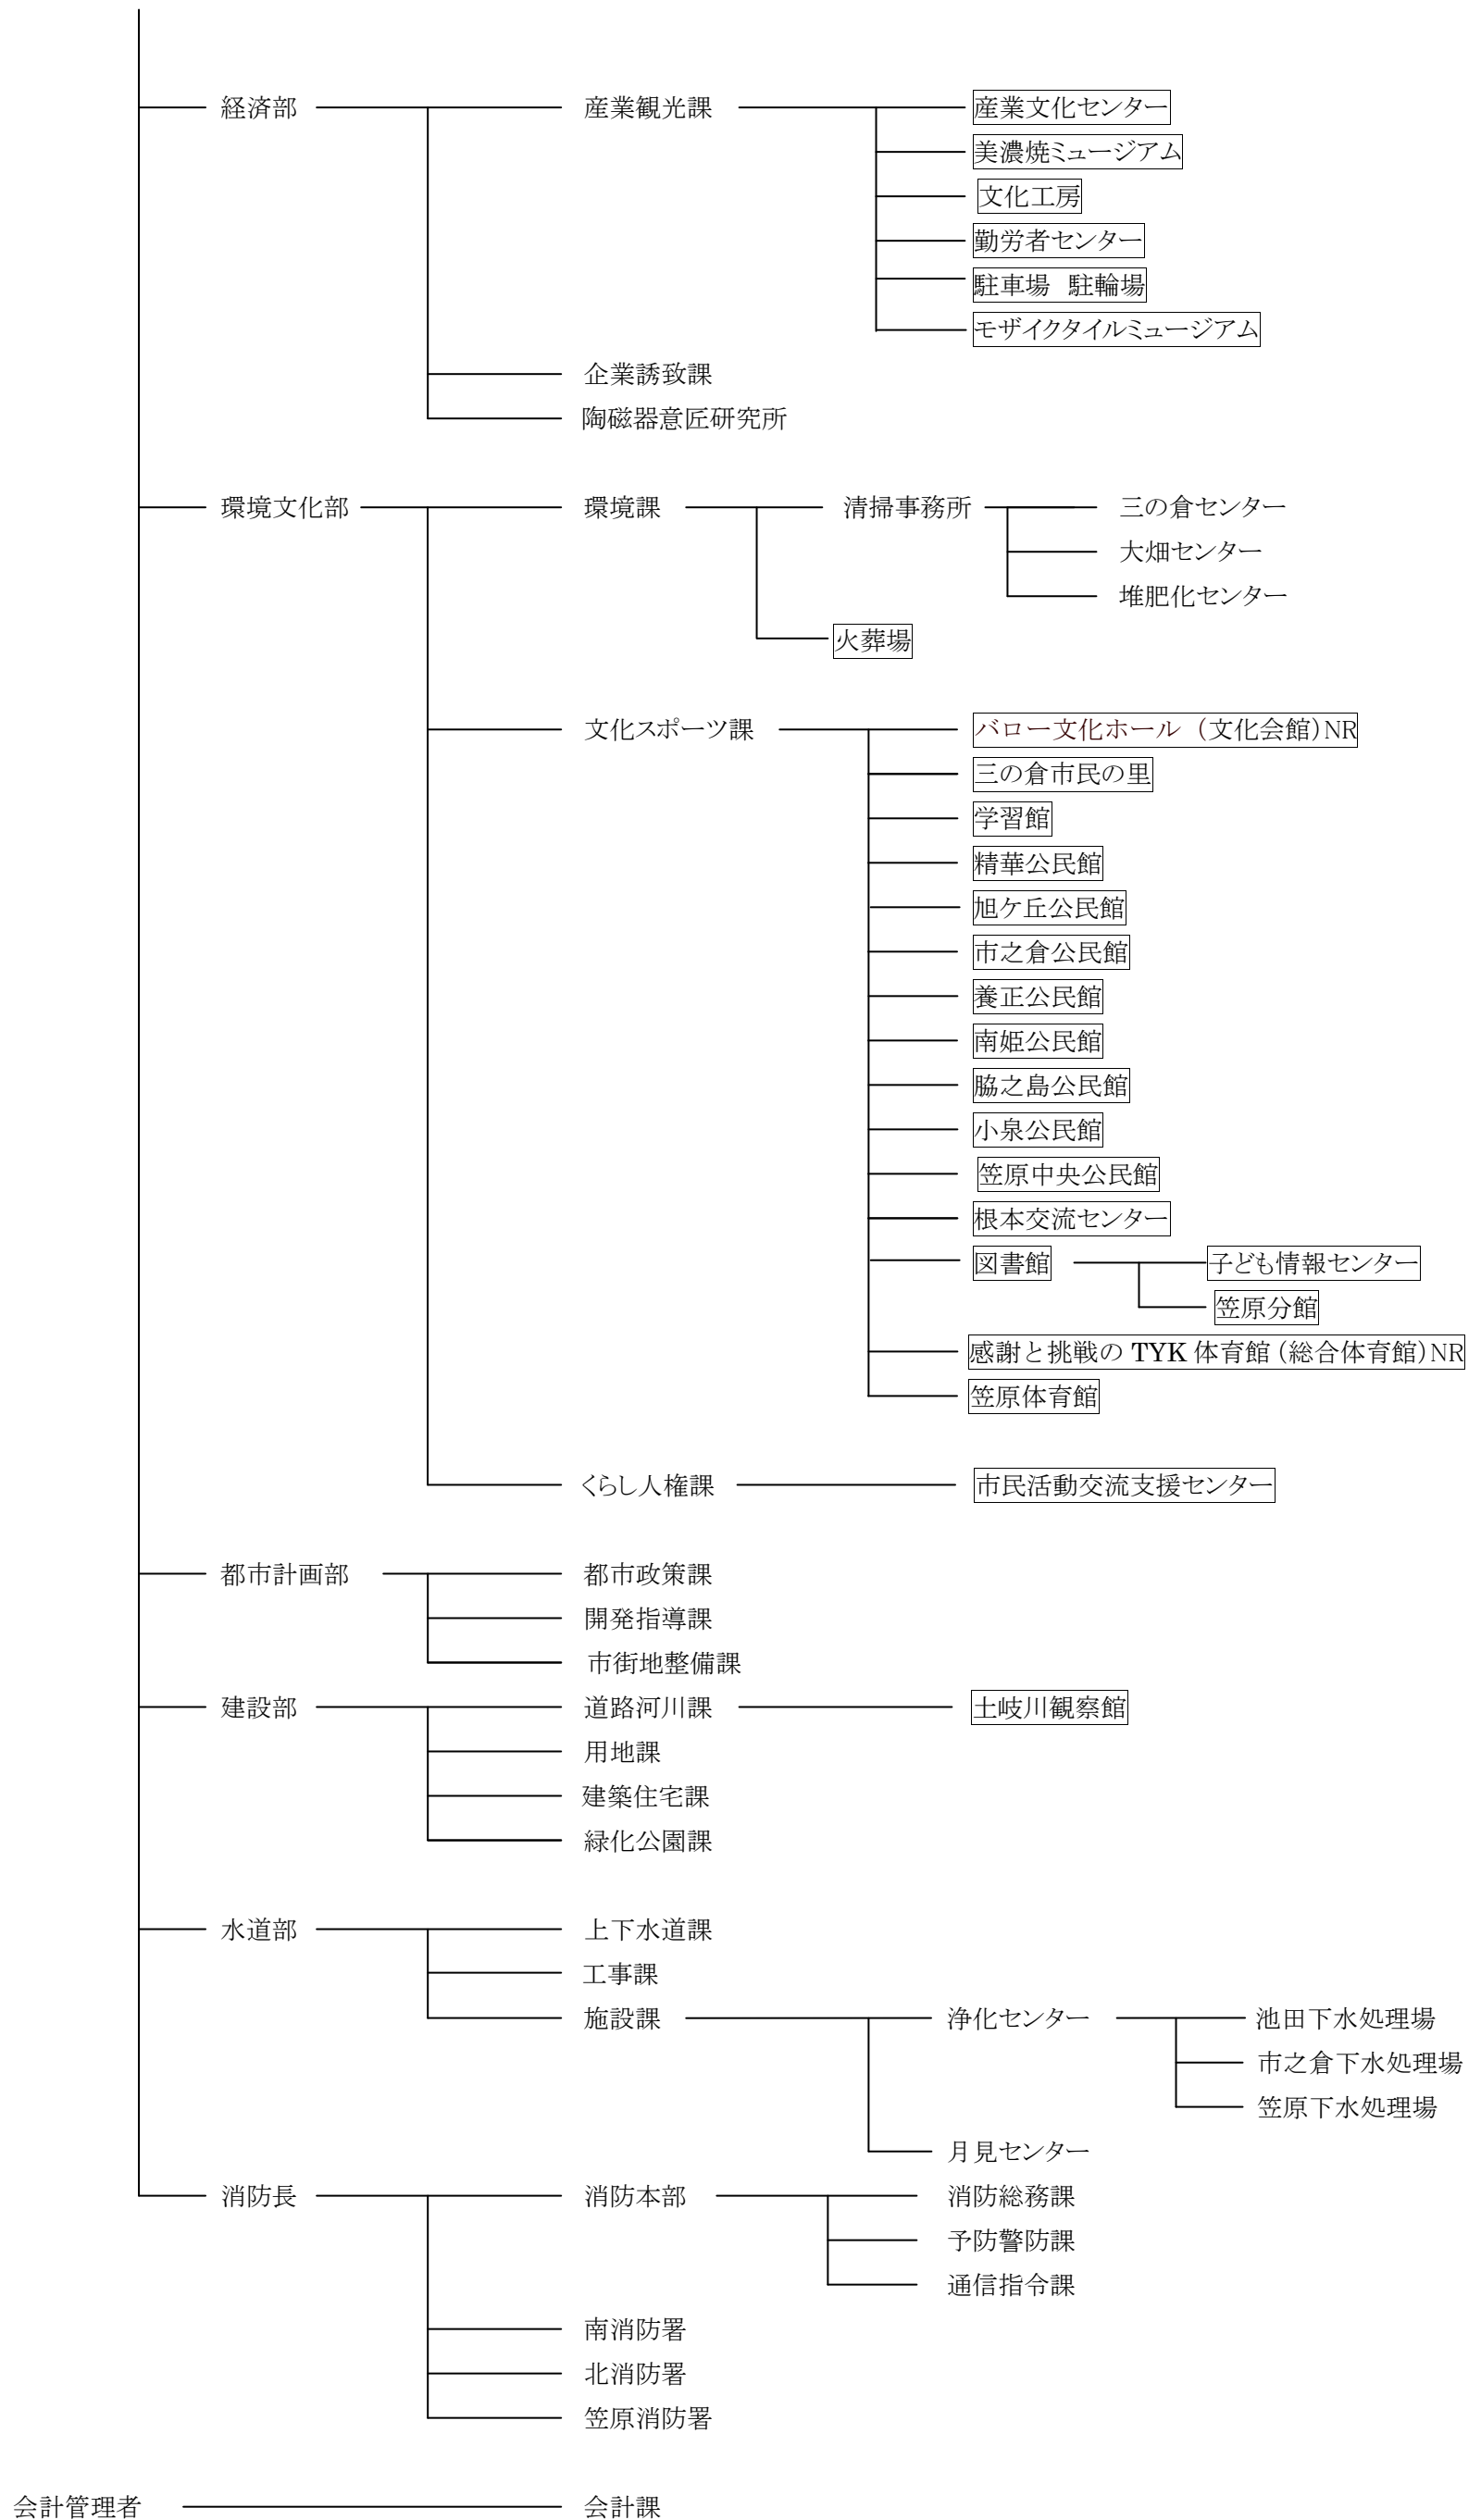 経済部 産業観光課 産業文化センター
美濃焼ミュージアム
文化工房
勤労者センター
駐車場 駐輪場
モザイクタイルミュージアム
企業誘致課
陶磁器意匠研究所
環境文化部 環境課 清掃事務所 三の倉センター
大畑センター
堆肥化センター
火葬場
文化スポーツ課 バロー文化ホール（文化会館）NR
三の倉市民の里
学習館
精華公民館
旭ケ丘公民館
市之倉公民館
養正公民館
南姫公民館
脇之島公民館
小泉公民館
笠原中央公民館
根本交流センター
図書館 子ども情報センター
笠原分館
感謝と挑戦の TYK 体育館（総合体育館）NR
笠原体育館
くらし人権課 市民活動交流支援センター
都市計画部 都市政策課
開発指導課
市街地整備課
建設部 道路河川課 土岐川観察館
用地課
建築住宅課
緑化公園課
水道部 上下水道課
工事課
施設課 浄化センター 池田下水処理場
市之倉下水処理場
笠原下水処理場
月見センター
消防長 消防本部 消防総務課
予防警防課
通信指令課
南消防署
北消防署
笠原消防署
会計管理者 会計課